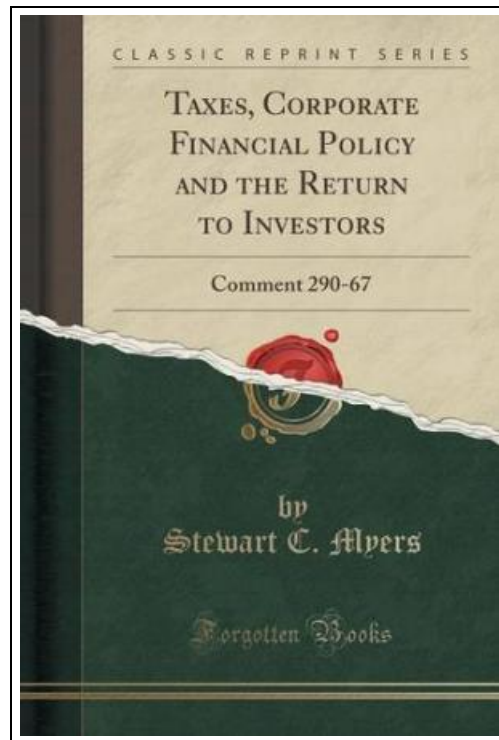 CLASSIC REPRINT SERIES
TAXES, CORPORATE
FINANCIAL POLICY
AND THE RETURN
TO INVESTORS
Comment 290-67
by
Stewart C. Myers
Forgotten Books